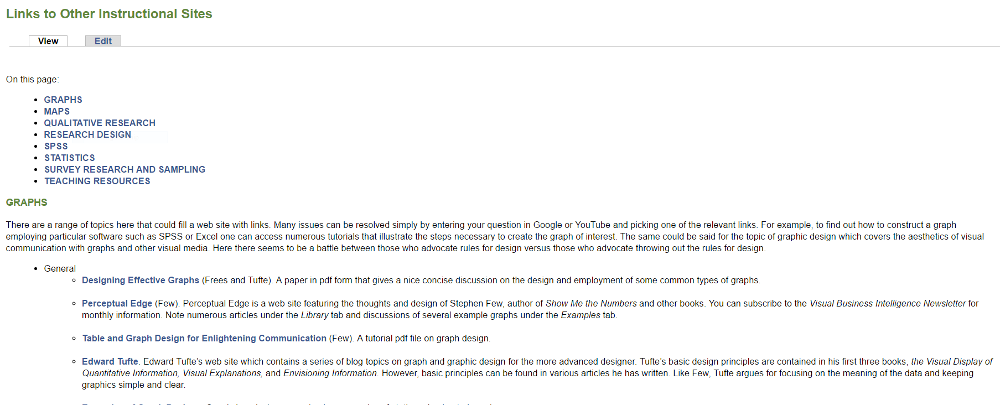 Links to Other Instructional Sites
View Edit
On this page:
• GRAPHS
• MAPS
• QUALITATIVE RESEARCH
• RESEARCH DESIGN
• SPSS
• STATISTICS
• SURVEY RESEARCH AND SAMPLING
• TEACHING RESOURCES
GRAPHS
There are a range of topics here that could fill a web site with links. Many issues can be resolved simply by entering your question in Google or YouTube and picking one of the relevant links. For example, to find out how to construct a graph
employing particular software such as SPSS or Excel one can access numerous tutorials that illustrate the steps necessary to create the graph of interest. The same could be said for the topic of graphic design which covers the aesthetics of visual
communication with graphs and other visual media. Here there seems to be a battle between those who advocate rules for design versus those who advocate throwing out the rules for design.
• General
◦ Designing Effective Graphs (Frees and Tufte). A paper in pdf form that gives a nice concise discussion on the design and employment of some common types of graphs.
◦ Perceptual Edge (Few). Perceptual Edge is a web site featuring the thoughts and design of Stephen Few, author of Show Me the Numbers and other books. You can subscribe to the Visual Business Intelligence Newsletter for
monthly information. Note numerous articles under the Library tab and discussions of several example graphs under the Examples tab.
◦ Table and Graph Design for Enlightening Communication (Few). A tutorial pdf file on graph design.
◦ Edward Tufte. Edward Tufte’s web site which contains a series of blog topics on graph and graphic design for the more advanced designer. Tufte’s basic design principles are contained in his first three books, the Visual Display of
Quantitative Information, Visual Explanations, and Envisioning Information. However, basic principles can be found in various articles he has written. Like Few, Tufte argues for focusing on the meaning of the data and keeping
graphics simple and clear.